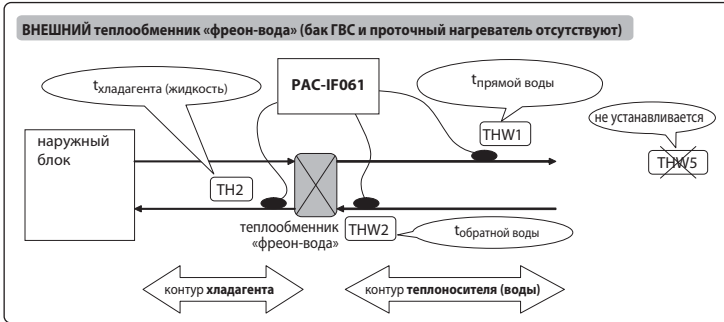 ВНЕШНИЙ теплообменник «фреон-вода» (бак ГВС и проточный нагреватель отсутствуют)
tхладагента (жидкость)
PAC-IF061
tпрямой воды
не устанавливается
наружный
блок
THW1
THW5
TH2
теплообменник
«фреон-вода»
THW2
tобратной воды
контур хладагента
контур теплоносителя (воды)